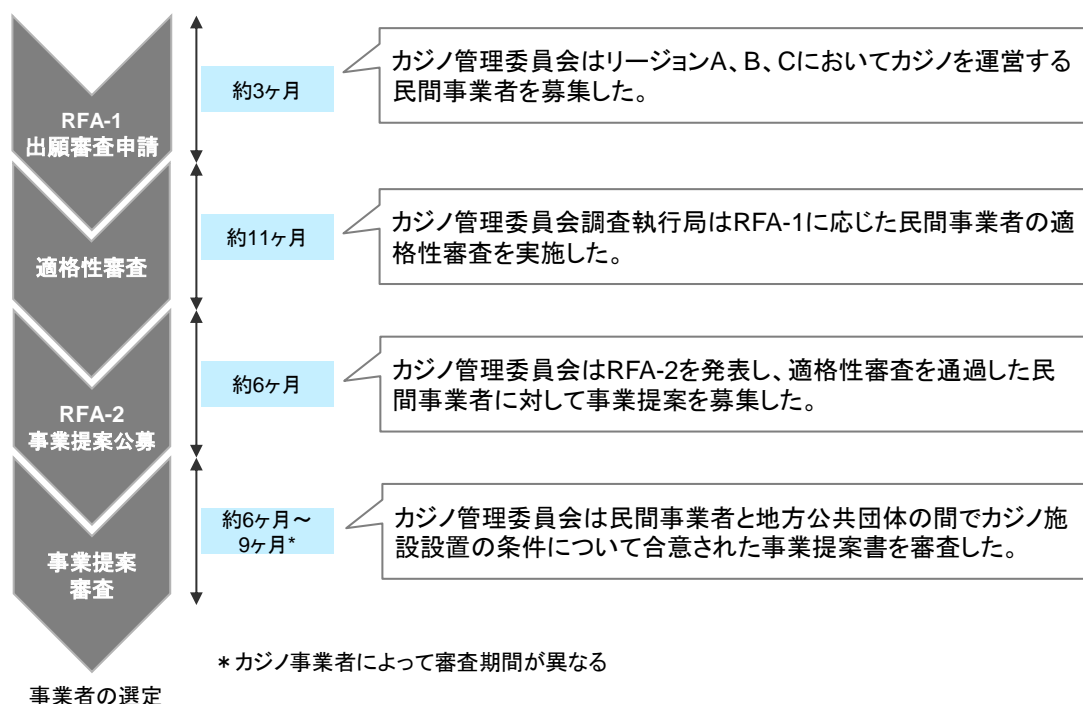 RFA-1
出願審査申請
約3ヶ月
カジノ管理委員会はリージョンA、B、Cにおいてカジノを運営する
民間事業者を募集した。
適格性審査
約11ヶ月
カジノ管理委員会調査執行局はRFA-1に応じた民間事業者の適
格性審査を実施した。
RFA-2
事業提案公募
約6ヶ月
カジノ管理委員会はRFA-2を発表し、適格性審査を通過した民
間事業者に対して事業提案を募集した。
事業提案
審査
約6ヶ月～
9ヶ月*
カジノ管理委員会は民間事業者と地方公共団体の間でカジノ施
設設置の条件について合意された事業提案書を審査した。
*カジノ事業者によって審査期間が異なる
事業者の選定